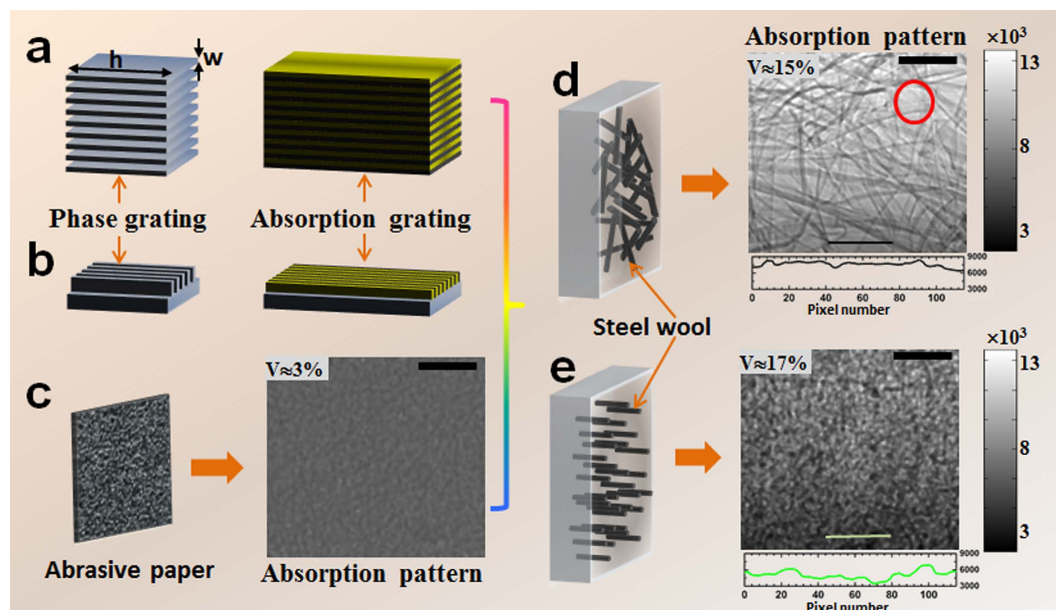 a
h
w
Phase grating
Absorption grating
b
c
V≈3%
Abrasive paper
Absorption pattern
d
Steel wool
e
Absorption pattern
V≈15%
×10³
13
8
3
9000
6000
3000
0 20 40 60 80 100
Pixel number
V≈17%
×10³
13
8
3
9000
6000
3000
0 20 40 60 80 100
Pixel number